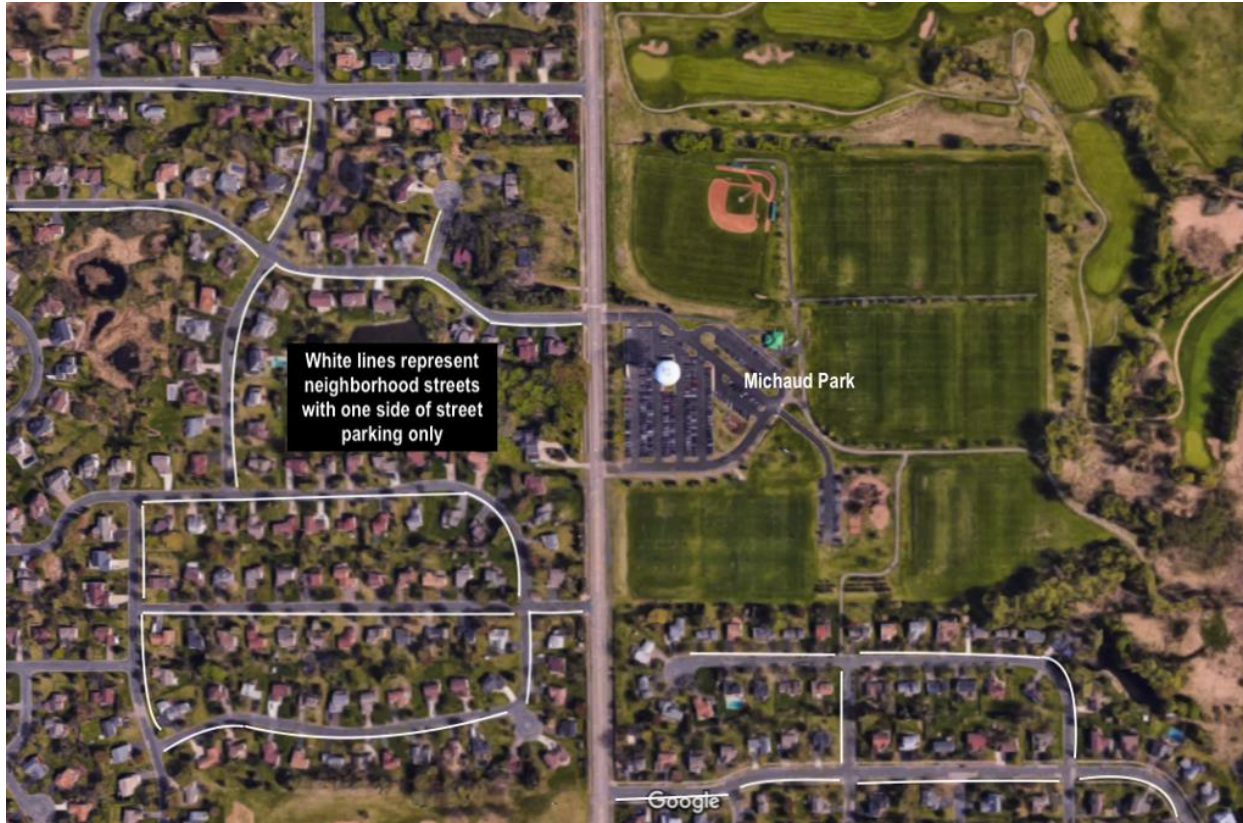 White lines represent
neighborhood streets
with one side of street
parking only
Michaud Park
Google